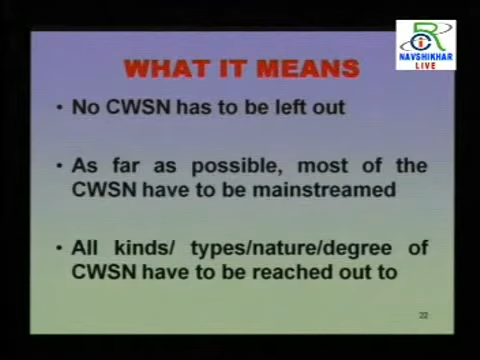 NAVSHIKHAR
LIVE
WHAT IT MEANS
• No CWSN has to be left out
• As far as possible, most of the
CWSN have to be mainstreamed
• All kinds/ types/nature/degree of
CWSN have to be reached out to
22